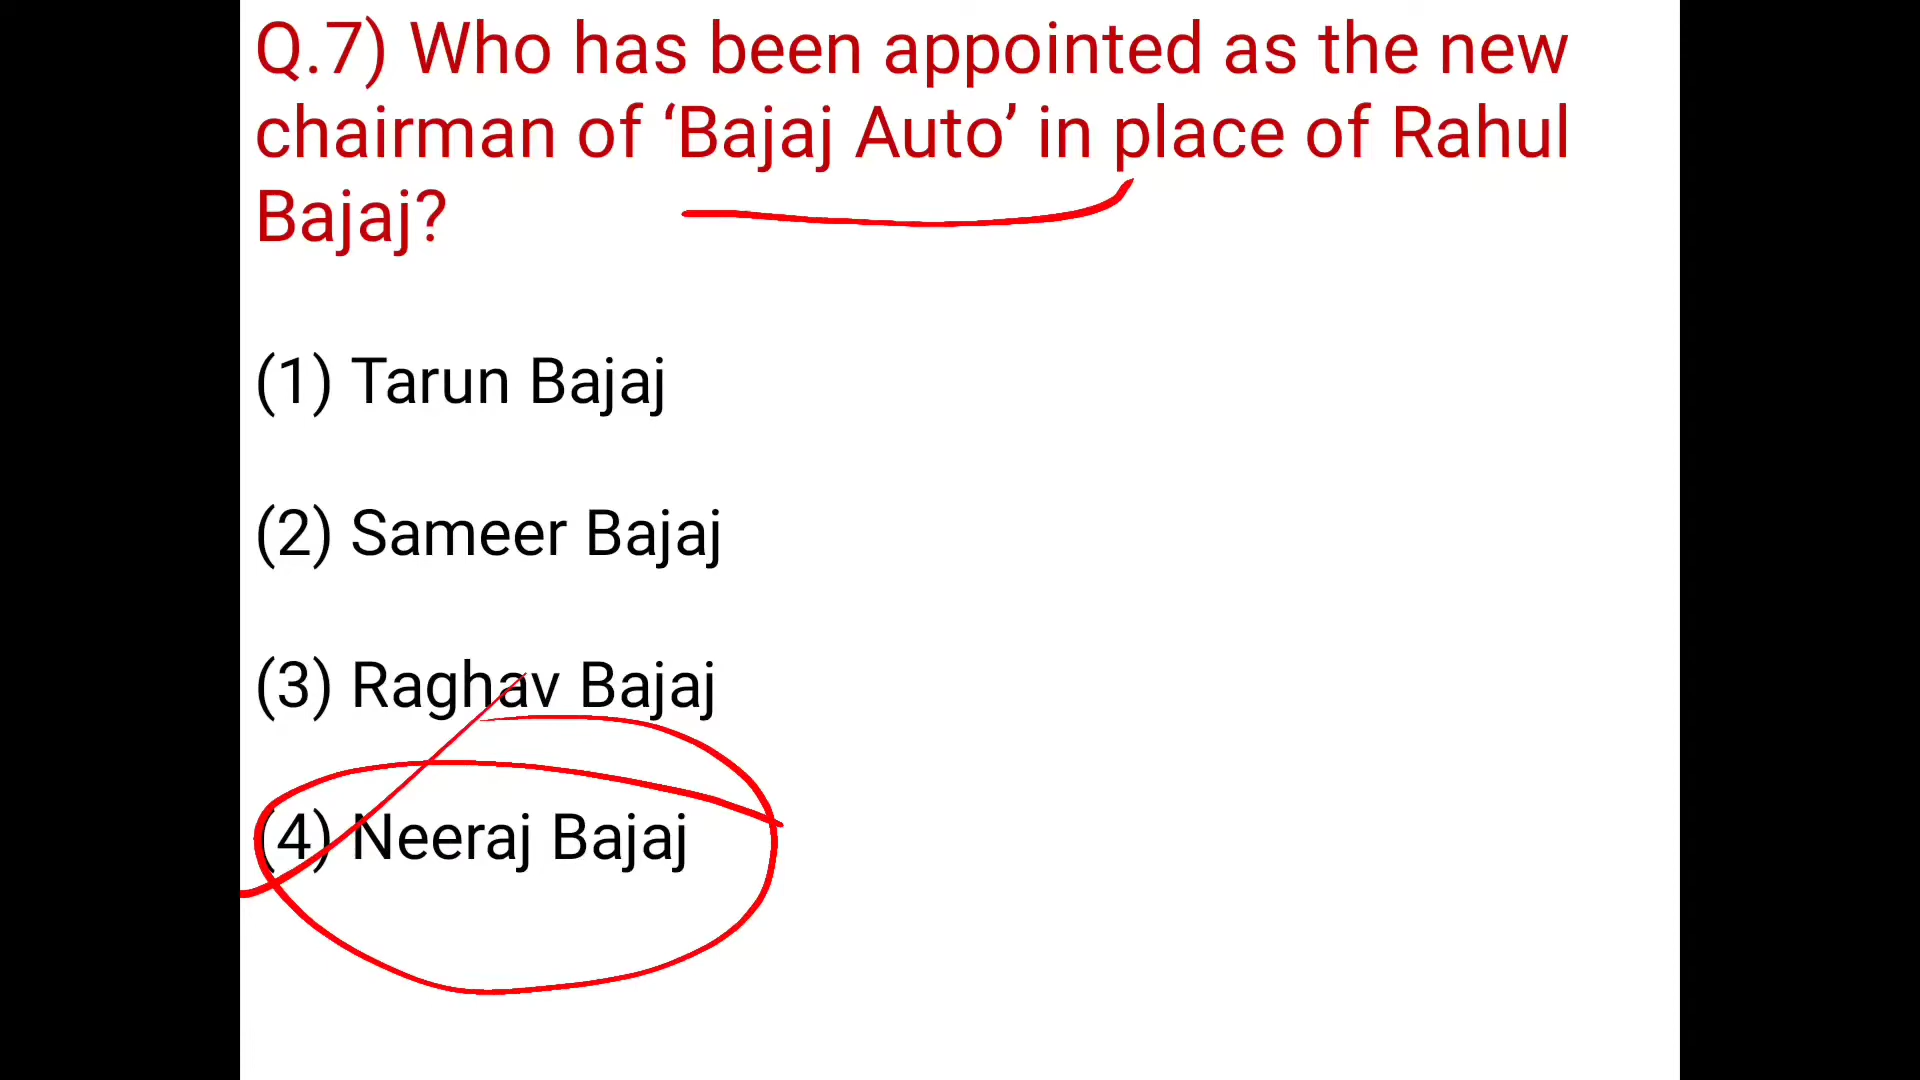 Q.7) Who has been appointed as the new
chairman of ‘Bajaj Auto’ in place of Rahul
Bajaj?
(1) Tarun Bajaj
(2) Sameer Bajaj
(3) Raghav Bajaj
(4) Neeraj Bajaj